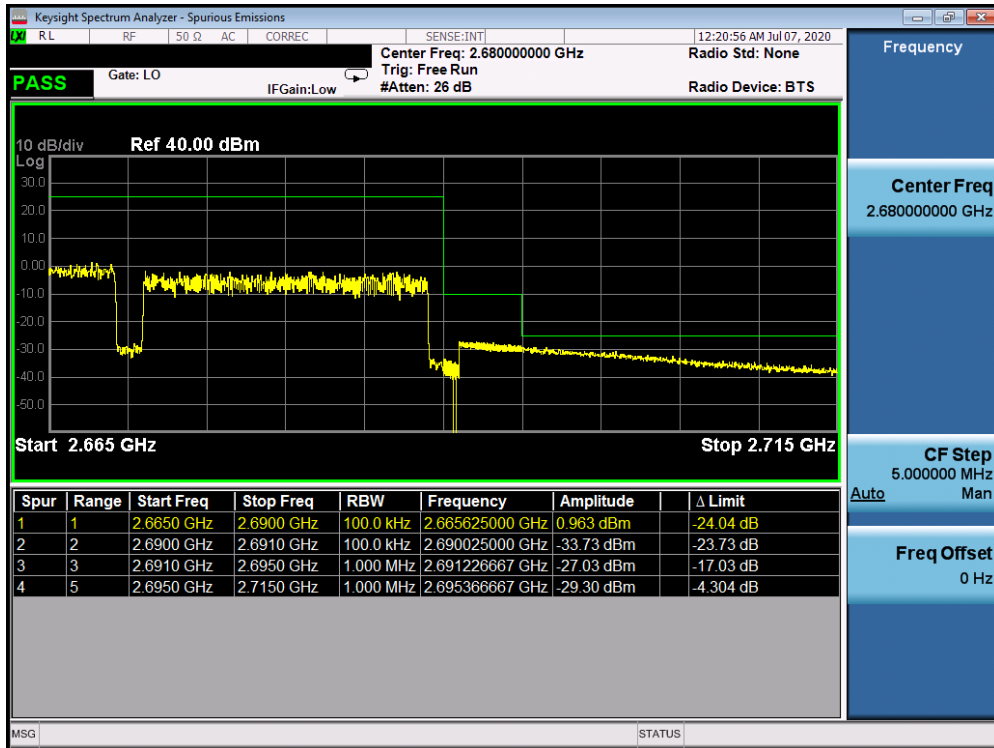 Keysight Spectrum Analyzer - Spurious Emissions
LXI RL RF 50 Ω AC CORREC SENSE:INT 12:20:56 AM Jul 07, 2020
Center Freq: 2.680000000 GHz Radio Std: None
PASS Gate: LO Trig: Free Run
IFGain:Low #Atten: 26 dB Radio Device: BTS
10 dB/div Ref 40.00 dBm
Log
30.0
20.0
10.0
0.00
-10.0
-20.0
-30.0
-40.0
-50.0
Start 2.665 GHz Stop 2.715 GHz
Spur Range Start Freq Stop Freq RBW Frequency Amplitude Δ Limit
1 1 2.6650 GHz 2.6900 GHz 100.0 kHz 2.665625000 GHz 0.963 dBm -24.04 dB
2 2 2.6900 GHz 2.6910 GHz 100.0 kHz 2.690025000 GHz -33.73 dBm -23.73 dB
3 3 2.6910 GHz 2.6950 GHz 1.000 MHz 2.691226667 GHz -27.03 dBm -17.03 dB
4 5 2.6950 GHz 2.7150 GHz 1.000 MHz 2.695366667 GHz -29.30 dBm -4.304 dB
MSG STATUS
Frequency
Center Freq
2.680000000 GHz
CF Step
5.000000 MHz
Auto Man
Freq Offset
0 Hz